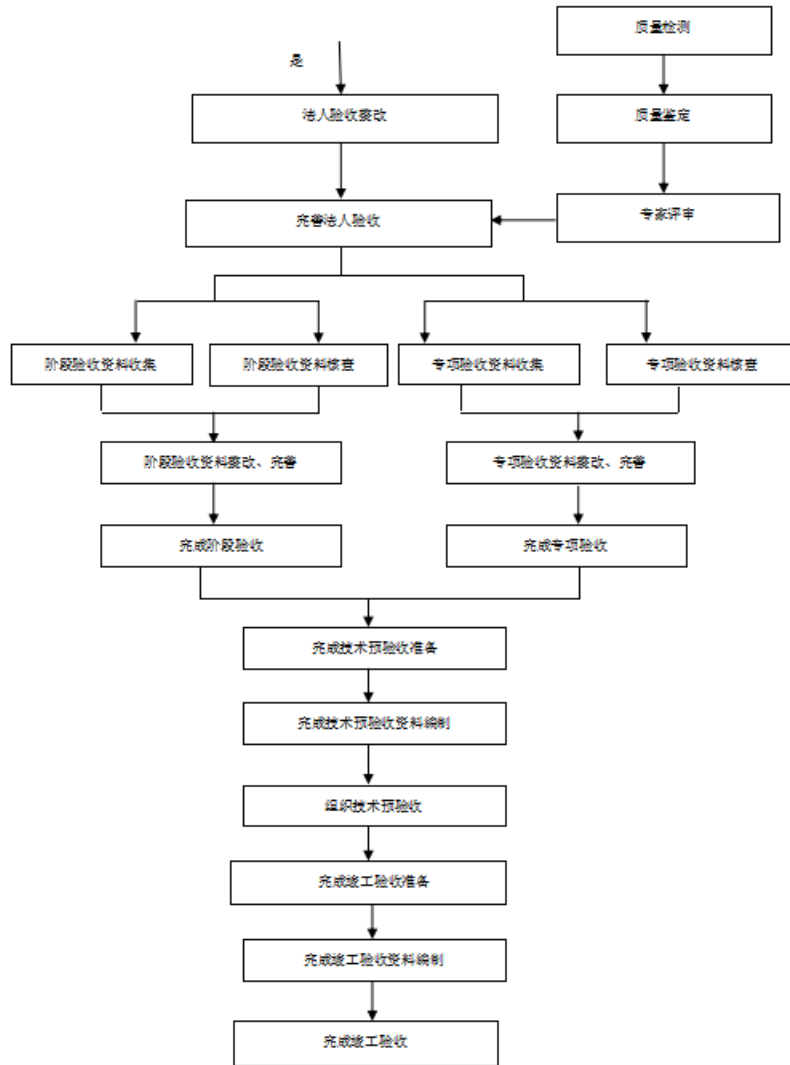 质量检测
是
法人验收整改
质量鉴定
完善法人验收
专家评审
阶段验收资料收集
阶段验收资料核查
专项验收资料收集
专项验收资料核查
阶段验收资料整改、完善
专项验收资料整改、完善
完成阶段验收
完成专项验收
完成技术预验收准备
完成技术预验收资料编制
组织技术预验收
完成竣工验收准备
完成竣工验收资料编制
完成竣工验收